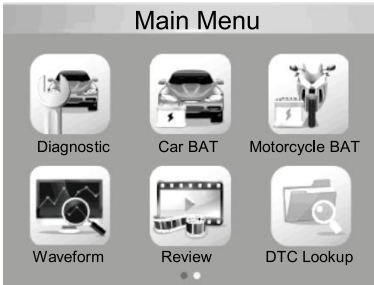 Main Menu
Diagnostic Car BAT Motorcycle BAT
Waveform Review DTC Lookup